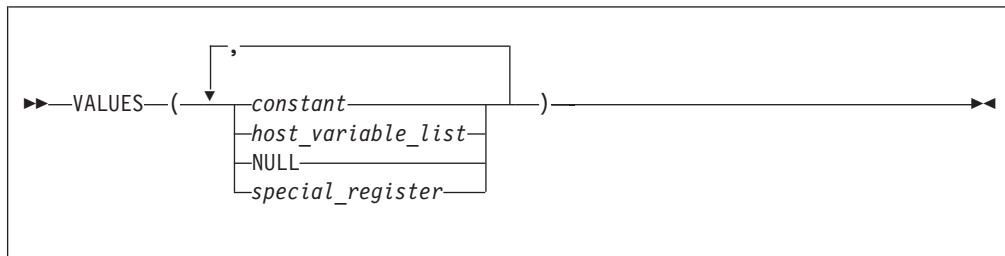 ,
VALUES ( constant )
host_variable_list
NULL
special_register